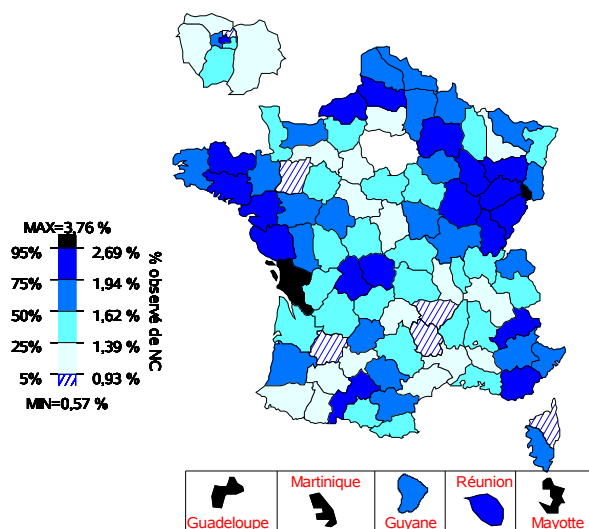 MAX=3,76 %
95% 2,69 %
75% 1,94 %
50% 1,62 %
25% 1,39 %
5% 0,93 %
MIN=0,57 %
% observé de NC
Guadeloupe
Martinique
Guyane
Réunion
Mayotte